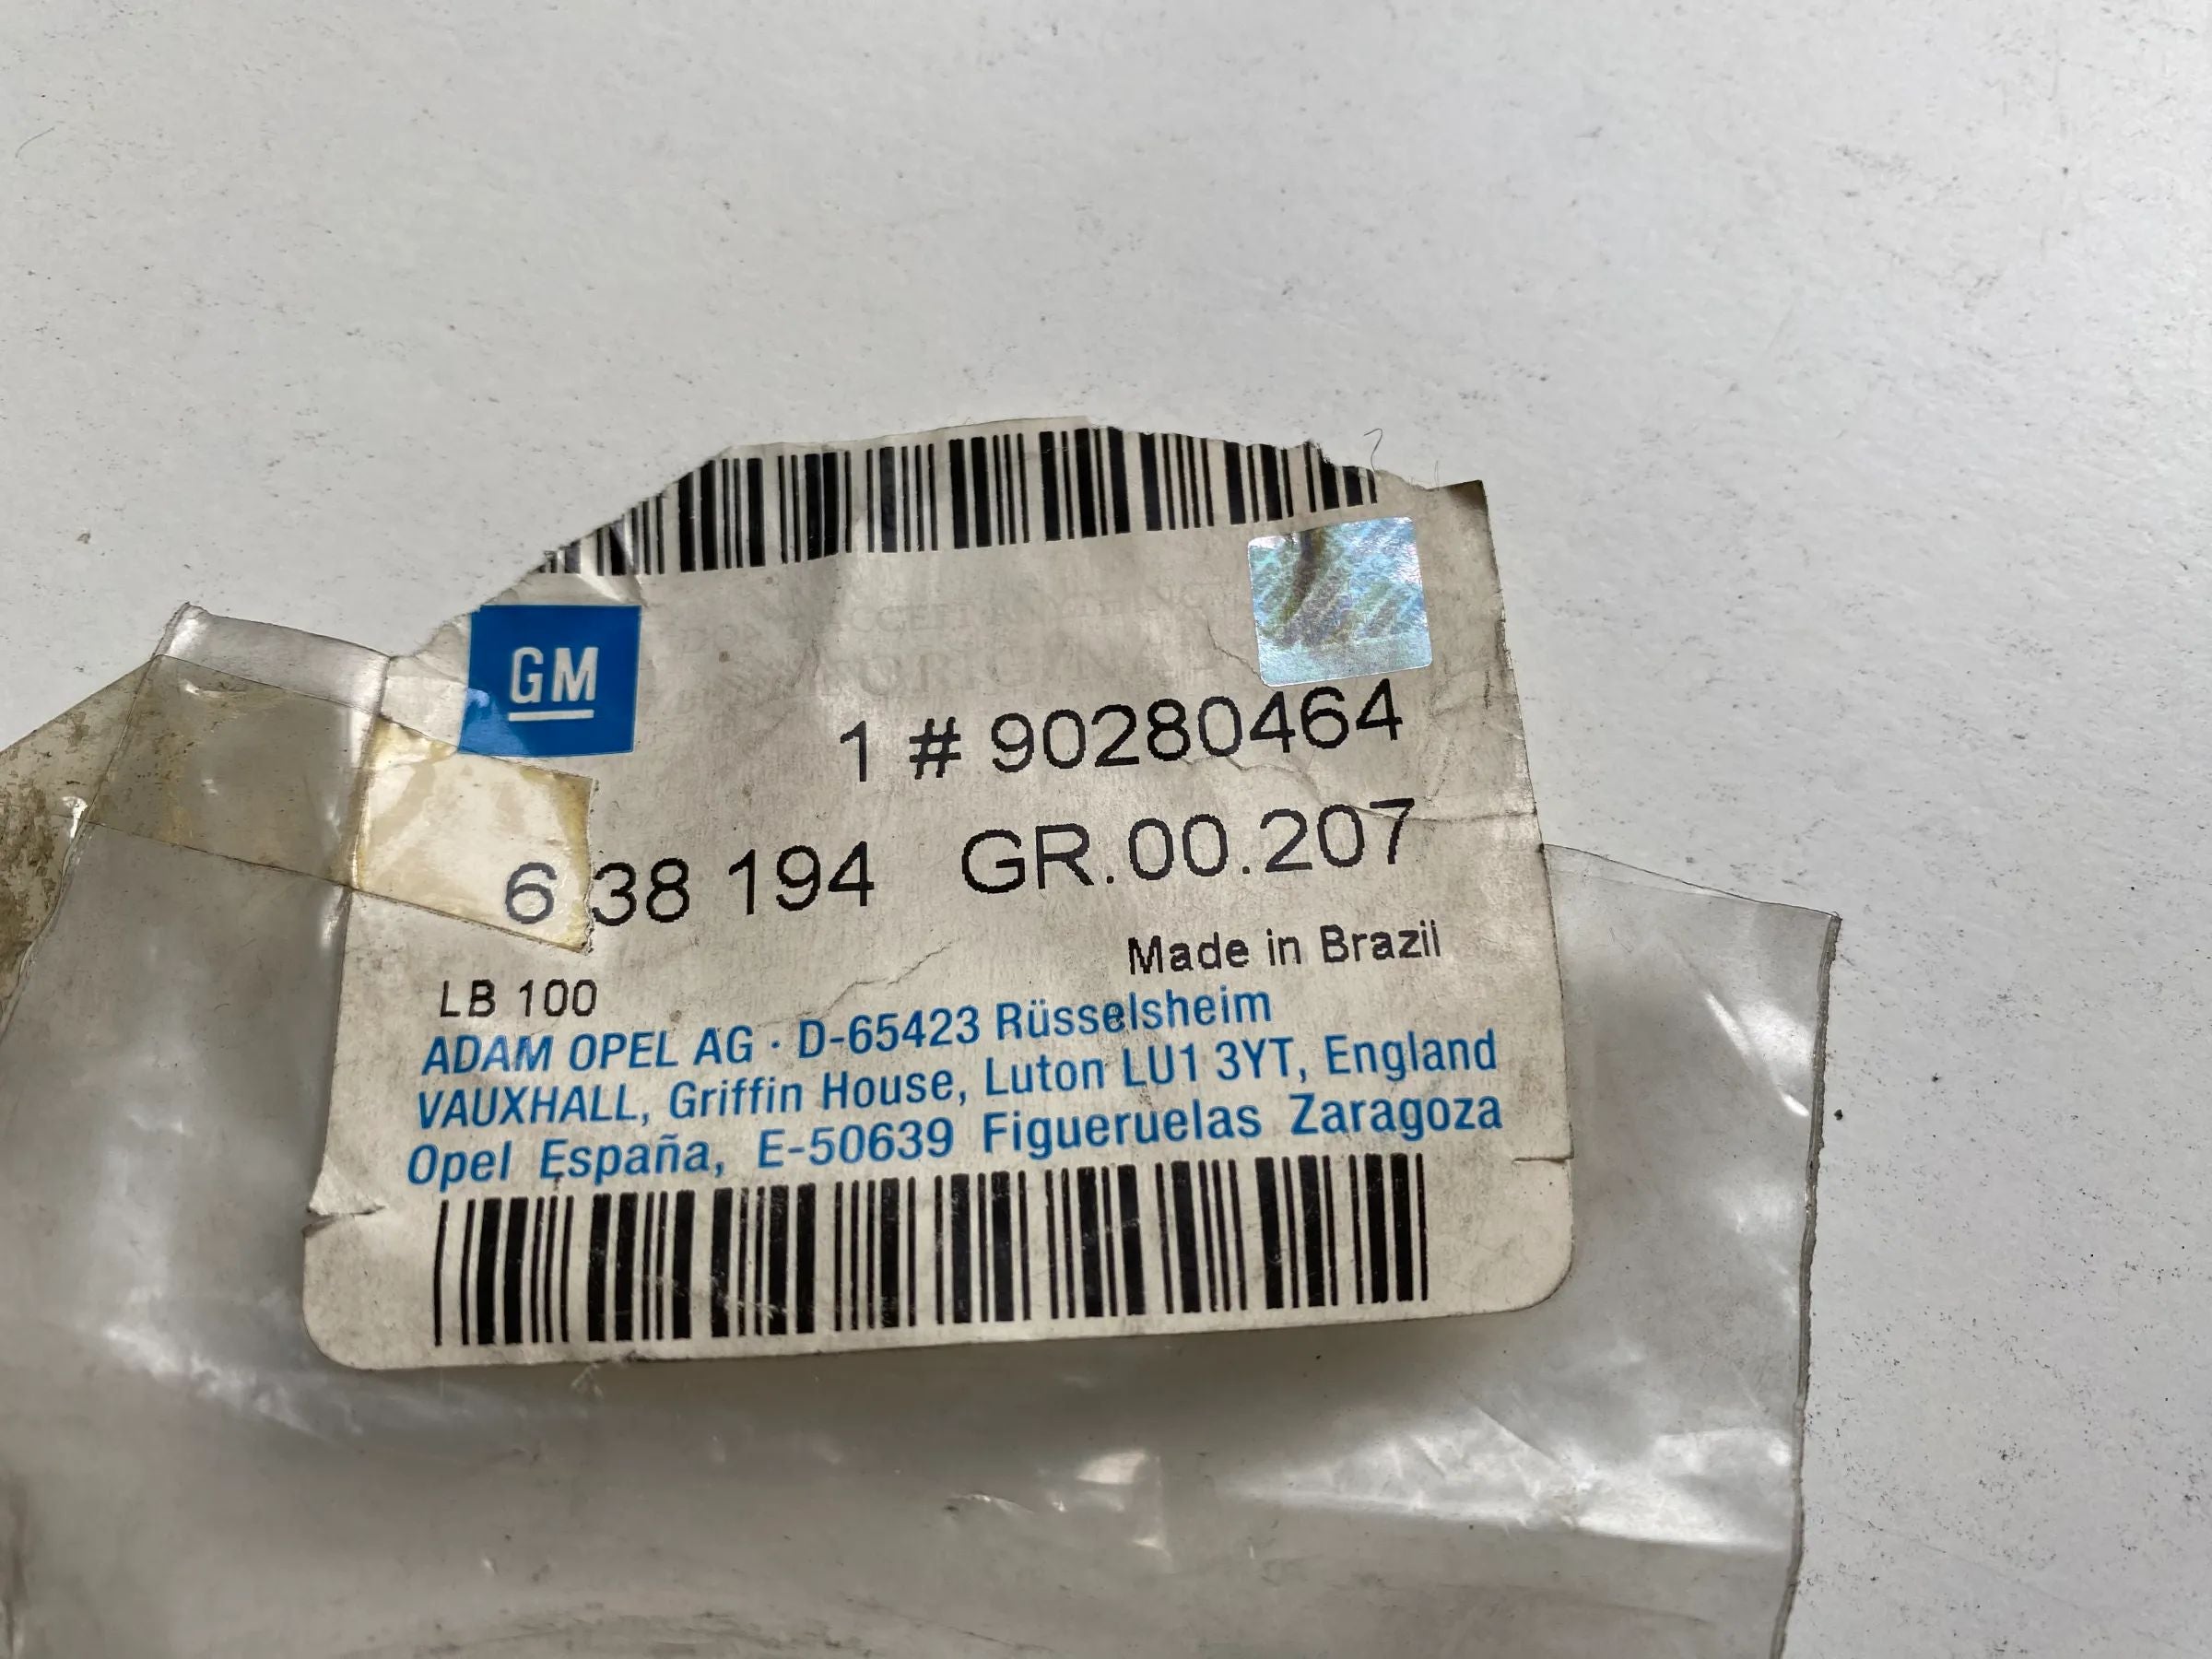 GM
1 # 90280464
6 38 194 GR.00.207
Made in Brazil
LB 100
ADAM OPEL AG · D-65423 Rüsselsheim
VAUXHALL, Griffin House, Luton LU1 3YT, England
Opel España, E-50639 Figueruelas Zaragoza